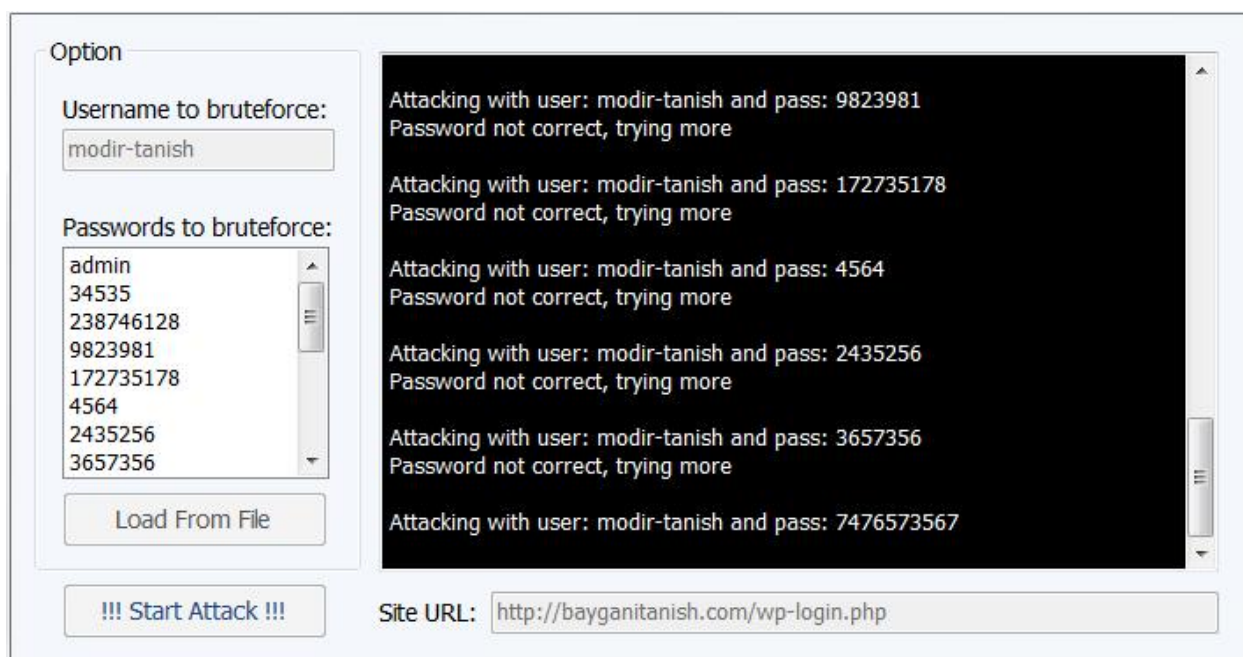 Option
Username to bruteforce:
modir-tanish
Passwords to bruteforce:
admin
34535
238746128
9823981
172735178
4564
2435256
3657356
Load From File
!!! Start Attack !!!
Attacking with user: modir-tanish and pass: 9823981
Password not correct, trying more
Attacking with user: modir-tanish and pass: 172735178
Password not correct, trying more
Attacking with user: modir-tanish and pass: 4564
Password not correct, trying more
Attacking with user: modir-tanish and pass: 2435256
Password not correct, trying more
Attacking with user: modir-tanish and pass: 3657356
Password not correct, trying more
Attacking with user: modir-tanish and pass: 7476573567
Site URL: http://bayganitanish.com/wp-login.php